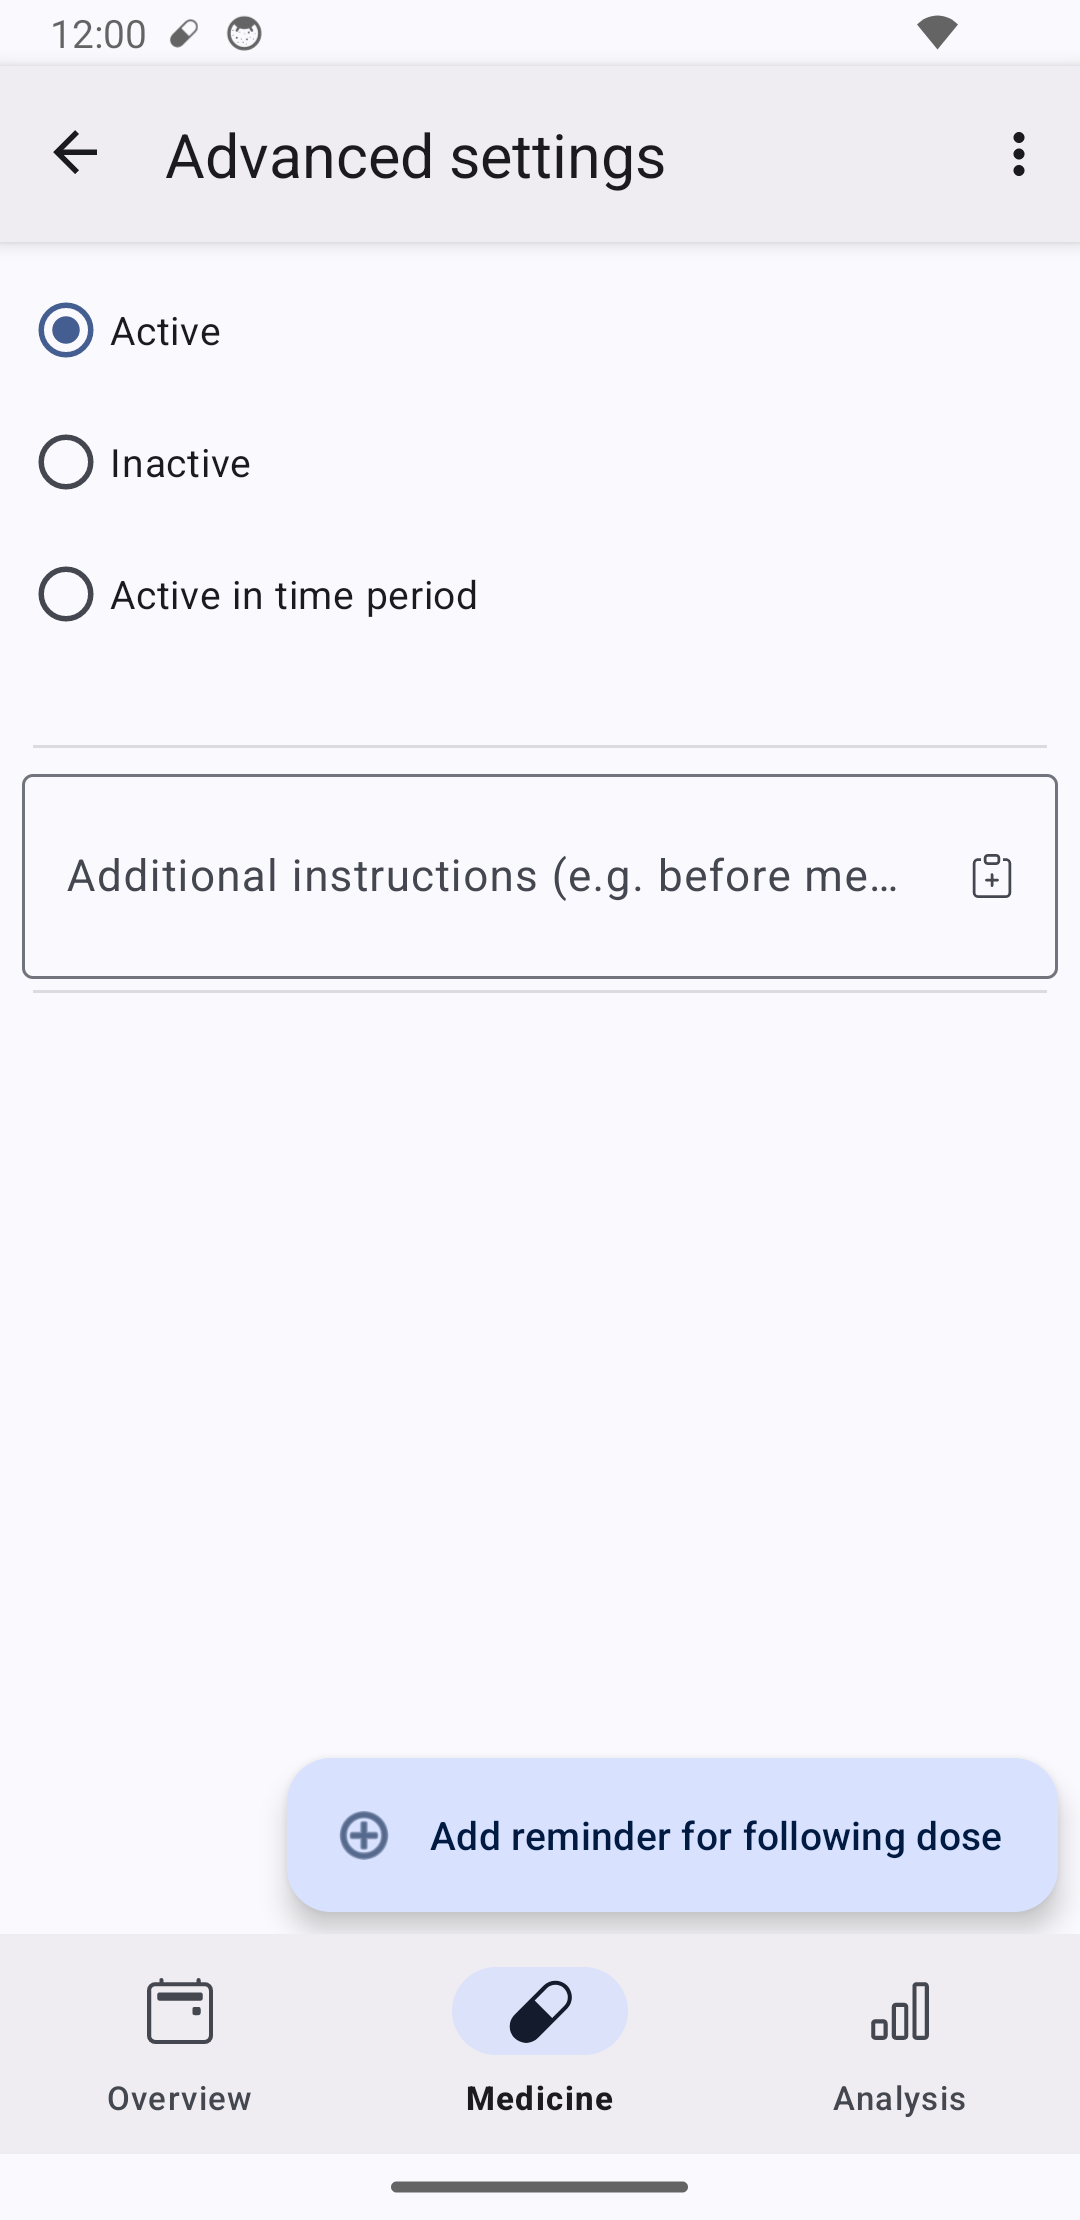 12:00
Advanced settings
Active
Inactive
Active in time period
Additional instructions (e.g. before me…
Add reminder for following dose
Overview
Medicine
Analysis